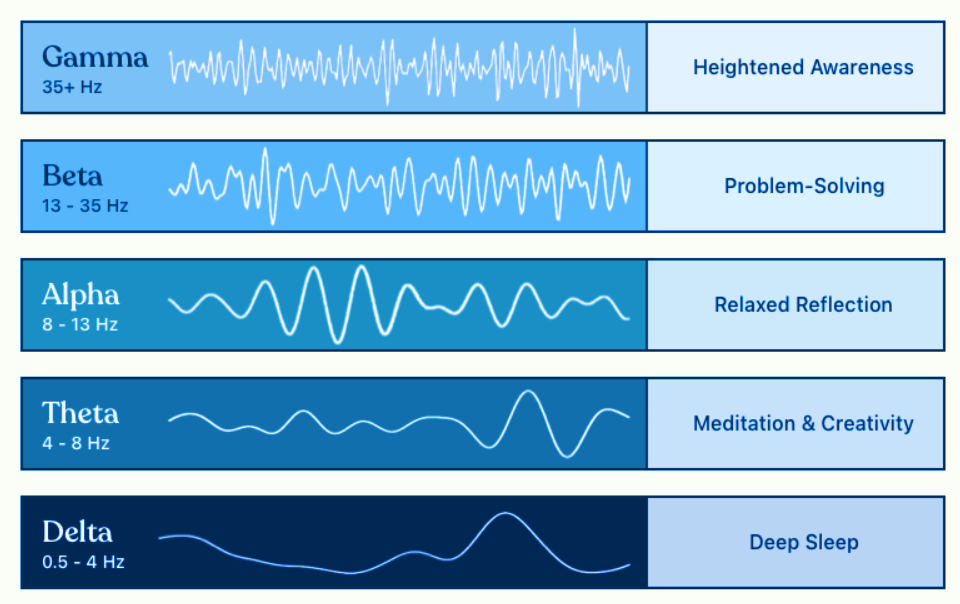 Gamma
35+ Hz
Heightened Awareness
Beta
13 - 35 Hz
Problem-Solving
Alpha
8 - 13 Hz
Relaxed Reflection
Theta
4 - 8 Hz
Meditation & Creativity
Delta
0.5 - 4 Hz
Deep Sleep